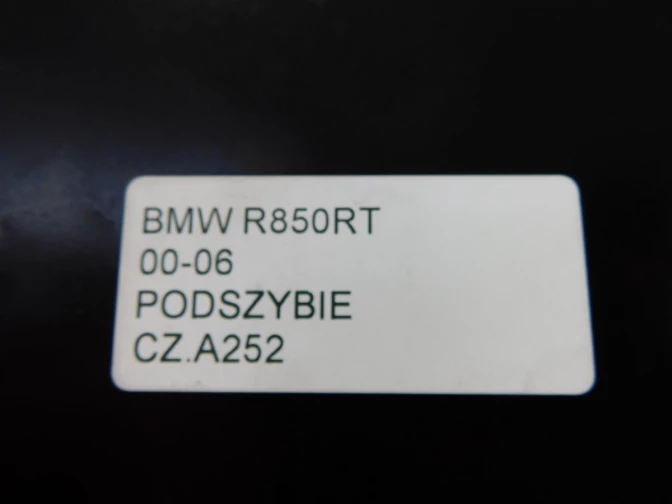 BMW R850RT
00-06
PODSZYBIE
CZ.A252